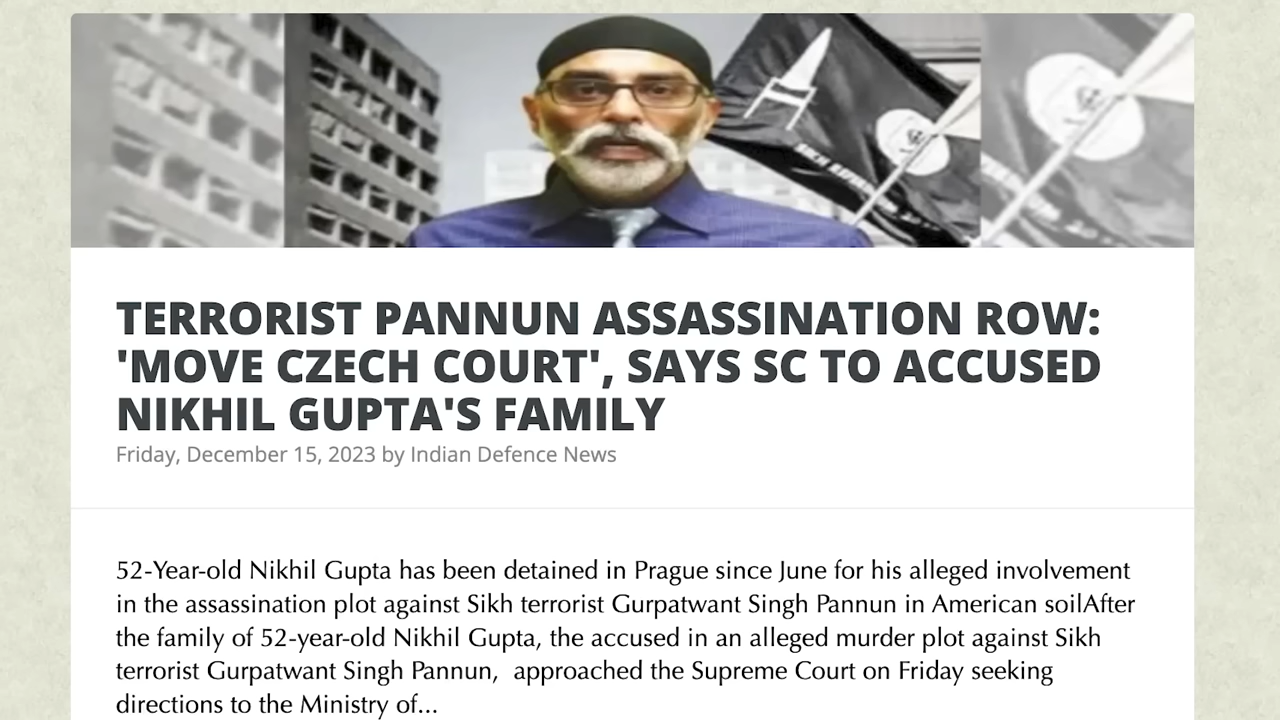 TERRORIST PANNUN ASSASSINATION ROW:
'MOVE CZECH COURT', SAYS SC TO ACCUSED
NIKHIL GUPTA'S FAMILY
Friday, December 15, 2023 by Indian Defence News
52-Year-old Nikhil Gupta has been detained in Prague since June for his alleged involvement
in the assassination plot against Sikh terrorist Gurpatwant Singh Pannun in American soilAfter
the family of 52-year-old Nikhil Gupta, the accused in an alleged murder plot against Sikh
terrorist Gurpatwant Singh Pannun,  approached the Supreme Court on Friday seeking
directions to the Ministry of...